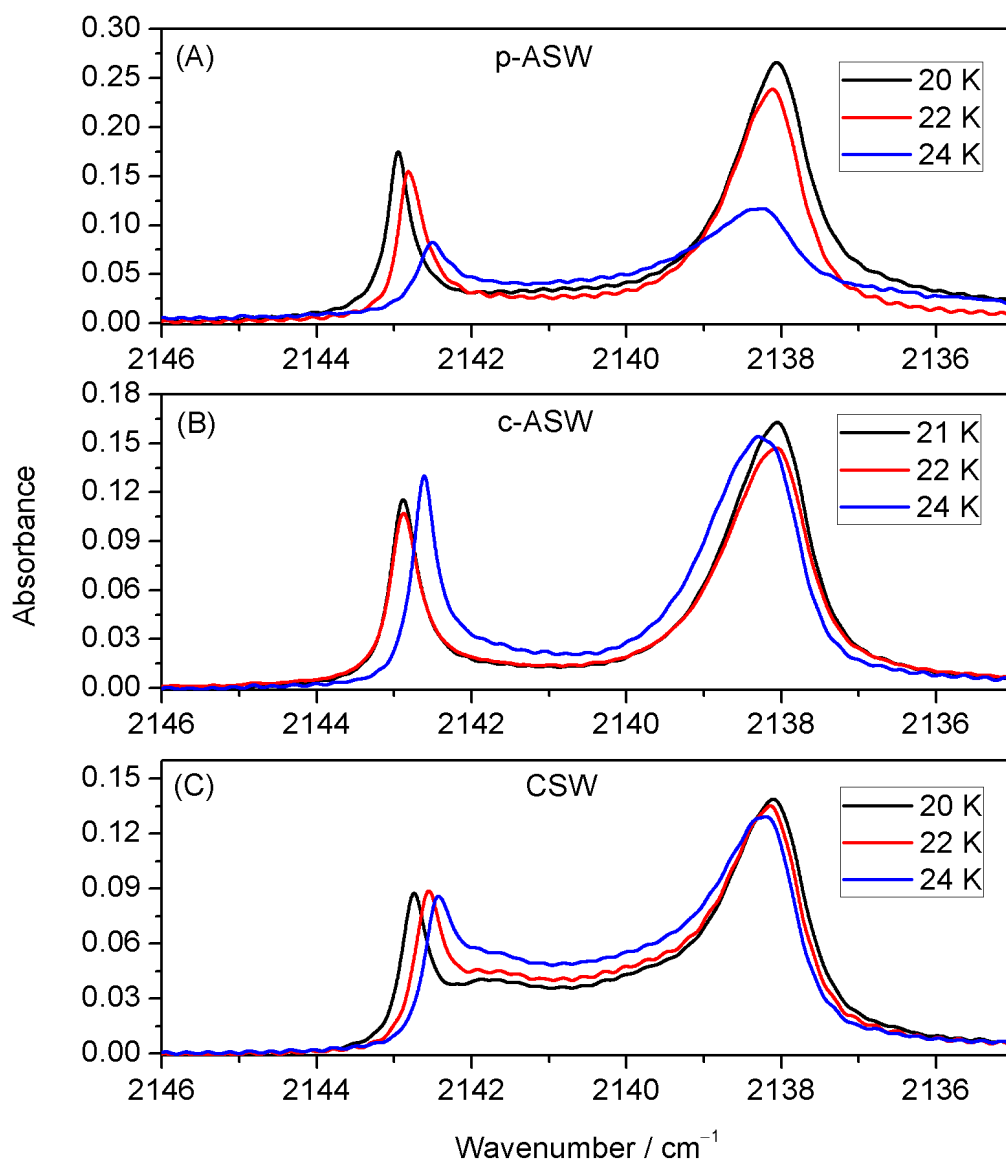 Absorbance
(A)
p-ASW
20 K
22 K
24 K
0.30
0.25
0.20
0.15
0.10
0.05
0.00
2146 2144 2142 2140 2138 2136
(B)
c-ASW
21 K
22 K
24 K
0.18
0.15
0.12
0.09
0.06
0.03
0.00
2146 2144 2142 2140 2138 2136
(C)
CSW
20 K
22 K
24 K
0.15
0.12
0.09
0.06
0.03
0.00
2146 2144 2142 2140 2138 2136
Wavenumber / cm⁻¹